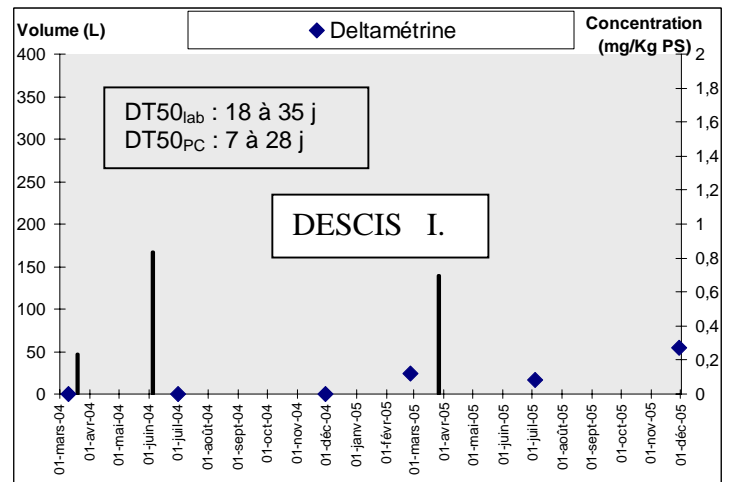 Volume (L)
Deltamétrine
Concentration
(mg/Kg PS)
400
350
300
250
200
150
100
50
0
2
1,8
1,6
1,4
1,2
1
0,8
0,6
0,4
0,2
0
DT50lab : 18 à 35 j
DT50PC : 7 à 28 j
DESCIS I.
01-mars-04
01-avr-04
01-mai-04
01-juin-04
01-juil-04
01-août-04
01-sept-04
01-oct-04
01-nov-04
01-déc-04
01-janv-05
01-févr-05
01-mars-05
01-avr-05
01-mai-05
01-juin-05
01-juil-05
01-août-05
01-sept-05
01-oct-05
01-nov-05
01-déc-05